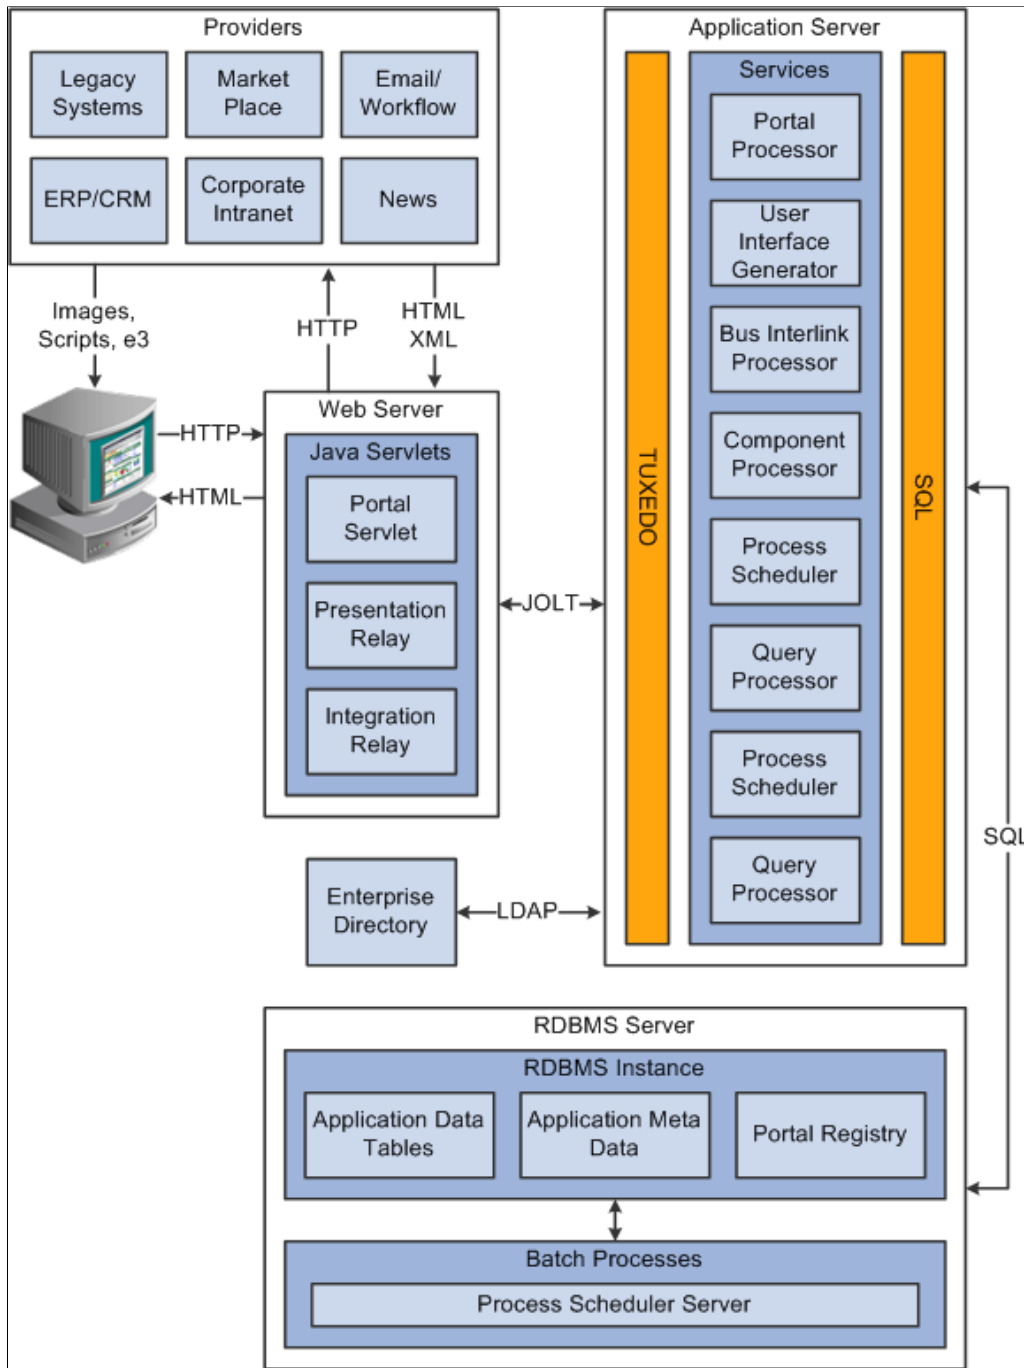 Providers
Legacy
Systems
Market
Place
Email/
Workflow
ERP/CRM
Corporate
Intranet
News
Images,
Scripts, e3
HTTP
HTML
XML
HTTP
HTML
Web Server
Java Servlets
Portal
Servlet
Presentation
Relay
Integration
Relay
JOLT
Enterprise
Directory
LDAP
Application Server
TUXEDO
Services
Portal
Processor
User
Interface
Generator
Bus Interlink
Processor
Component
Processor
Process
Scheduler
Query
Processor
Process
Scheduler
Query
Processor
SQL
SQL
RDBMS Server
RDBMS Instance
Application Data
Tables
Application Meta
Data
Portal Registry
Batch Processes
Process Scheduler Server